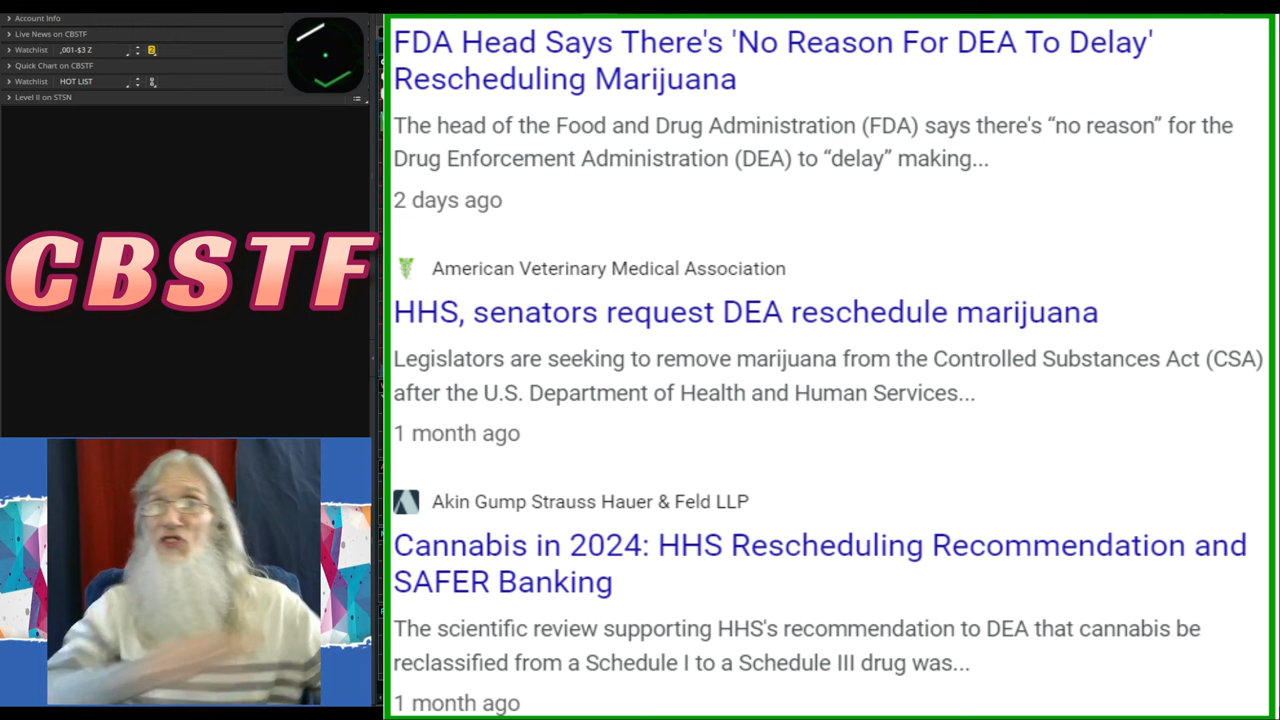 Account Info
Live News on CBSTF
Watchlist ,001-$3 Z
Quick Chart on CBSTF
Watchlist HOT LIST
Level II on STSN
CBSTF
FDA Head Says There's 'No Reason For DEA To Delay'
Rescheduling Marijuana
The head of the Food and Drug Administration (FDA) says there's “no reason” for the
Drug Enforcement Administration (DEA) to “delay” making...
2 days ago
American Veterinary Medical Association
HHS, senators request DEA reschedule marijuana
Legislators are seeking to remove marijuana from the Controlled Substances Act (CSA)
after the U.S. Department of Health and Human Services...
1 month ago
Akin Gump Strauss Hauer & Feld LLP
Cannabis in 2024: HHS Rescheduling Recommendation and
SAFER Banking
The scientific review supporting HHS's recommendation to DEA that cannabis be
reclassified from a Schedule I to a Schedule III drug was...
1 month ago